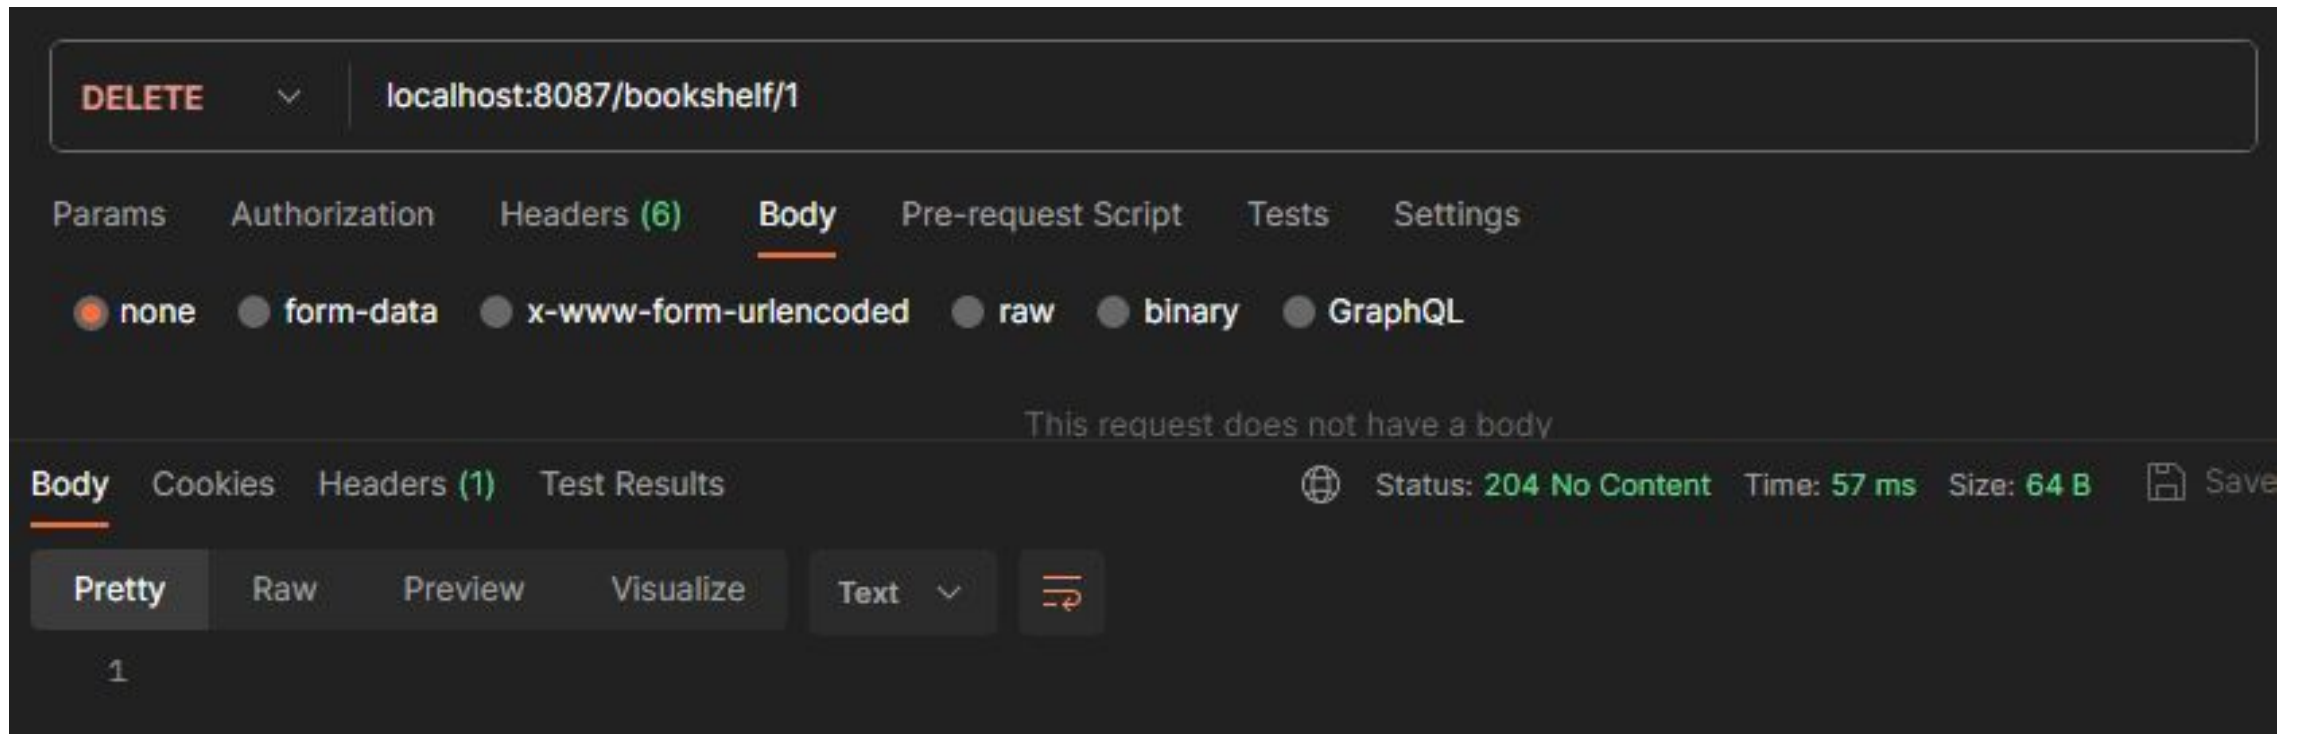 DELETE localhost:8087/bookshelf/1
Params Authorization Headers (6) Body Pre-request Script Tests Settings
none form-data x-www-form-urlencoded raw binary GraphQL
This request does not have a body
Body Cookies Headers (1) Test Results Status: 204 No Content Time: 57 ms Size: 64 B Save
Pretty Raw Preview Visualize Text
1